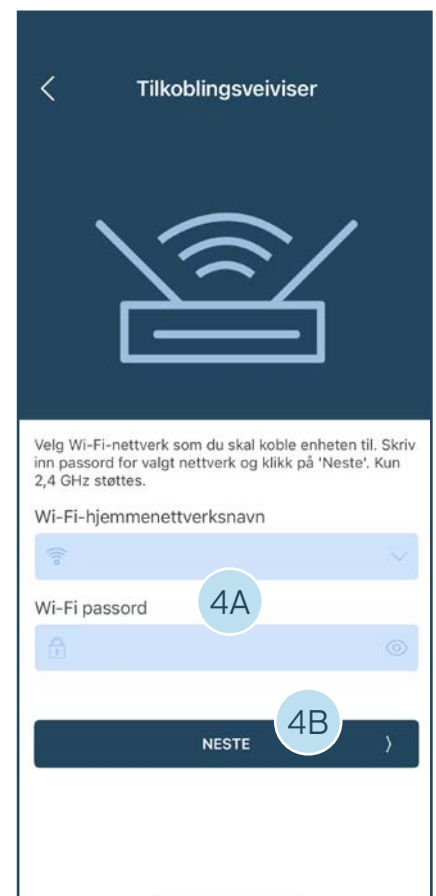 Tilkoblingsveiviser
Velg Wi-Fi-nettverk som du skal koble enheten til. Skriv
inn passord for valgt nettverk og klikk på 'Neste'. Kun
2,4 GHz støttes.
Wi-Fi-hjemmenettverksnavn
4A
Wi-Fi passord
4B
NESTE